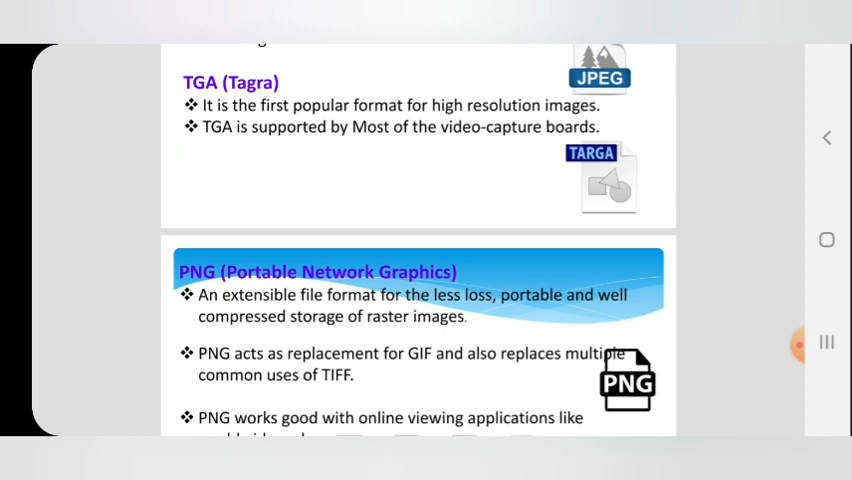 JPEG
TGA (Tagra)
❖ It is the first popular format for high resolution images.
❖ TGA is supported by Most of the video-capture boards.
TARGA
PNG (Portable Network Graphics)
❖ An extensible file format for the less loss, portable and well
compressed storage of raster images.
❖ PNG acts as replacement for GIF and also replaces multiple
common uses of TIFF.
PNG
❖ PNG works good with online viewing applications like